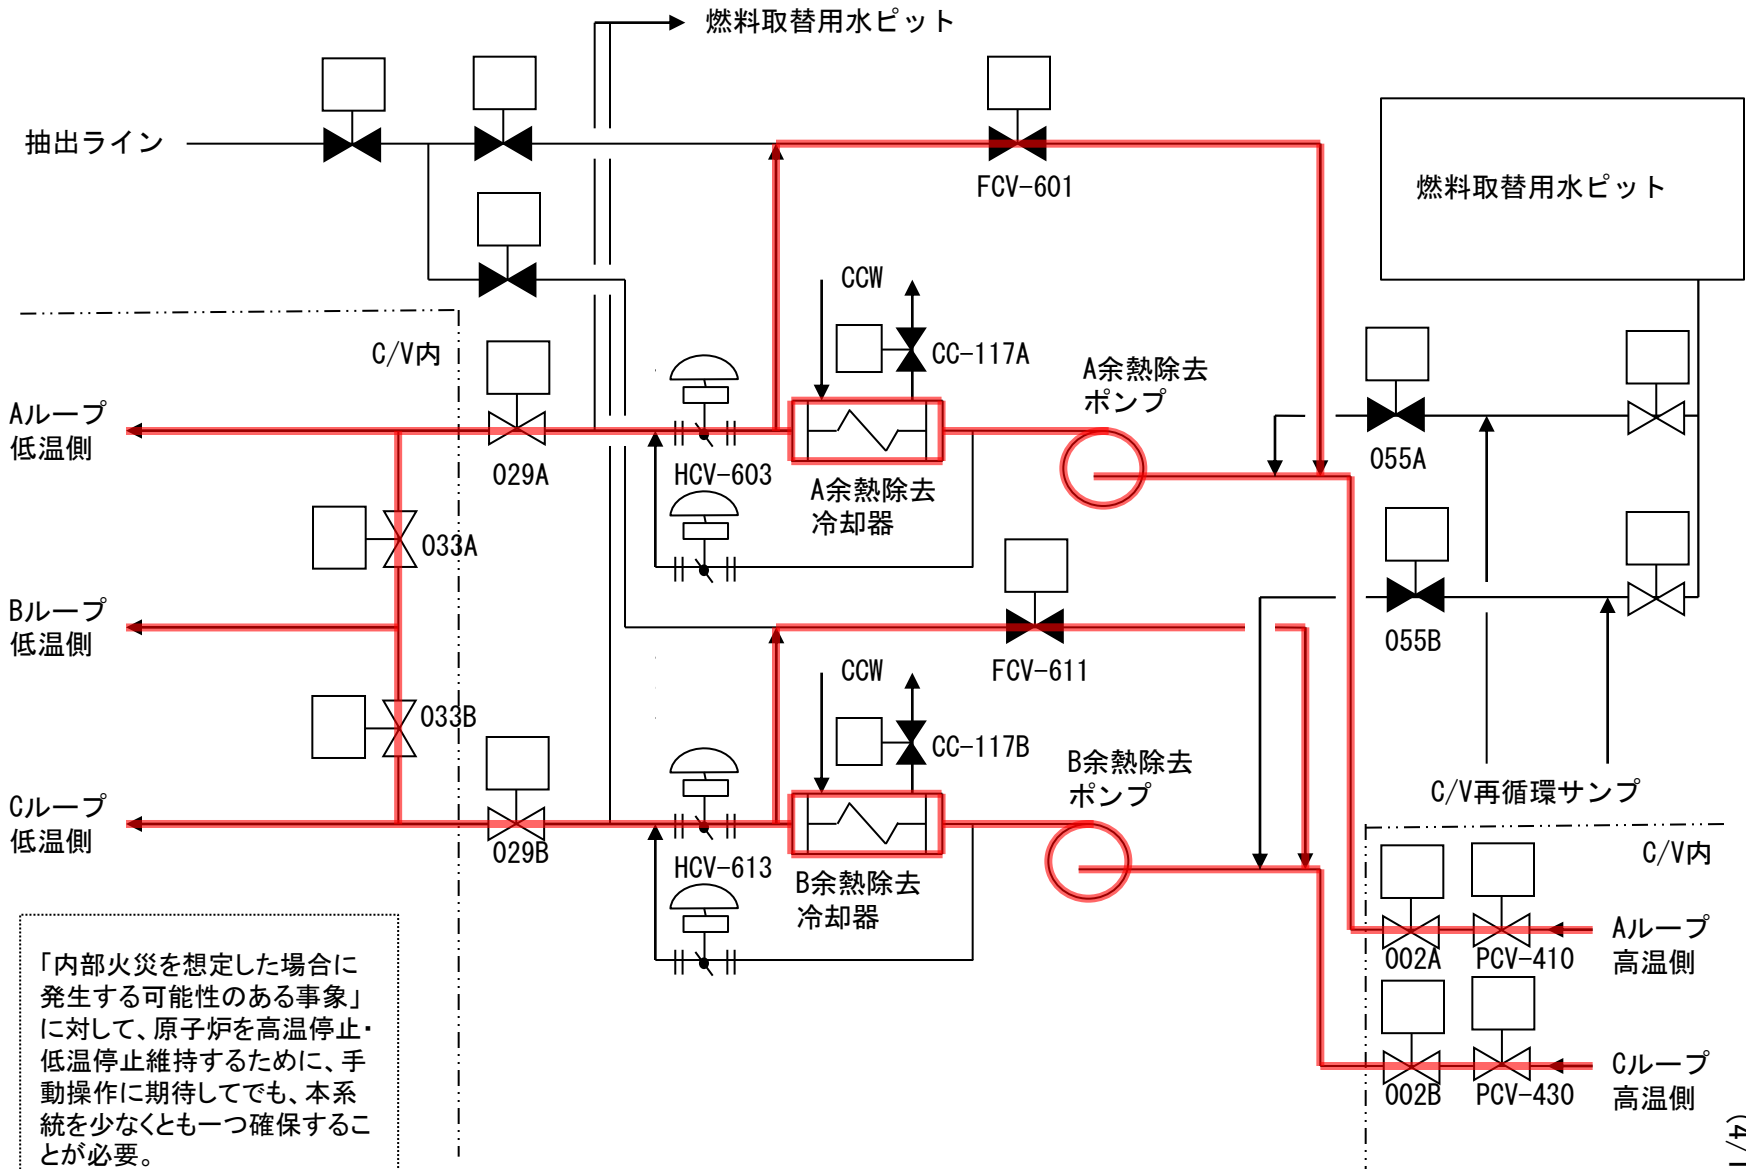 燃料取替用水ピット
抽出ライン
FCV-601
燃料取替用水ピット
CCW
C/V内
CC-117A
A余熱除去
ポンプ
Aループ
低温側
029A
HCV-603
A余熱除去
冷却器
055A
033A
Bループ
低温側
055B
FCV-611
CCW
033B
CC-117B
B余熱除去
ポンプ
C/V再循環サンプ
Cループ
低温側
029B
HCV-613
B余熱除去
冷却器
C/V内
Aループ
高温側
002A
PCV-410
Cループ
高温側
002B
PCV-430
「内部火災を想定した場合に
発生する可能性のある事象」
に対して、原子炉を高温停止・
低温停止維持するために、手
動操作に期待してでも、本系
統を少なくとも一つ確保するこ
とが必要。